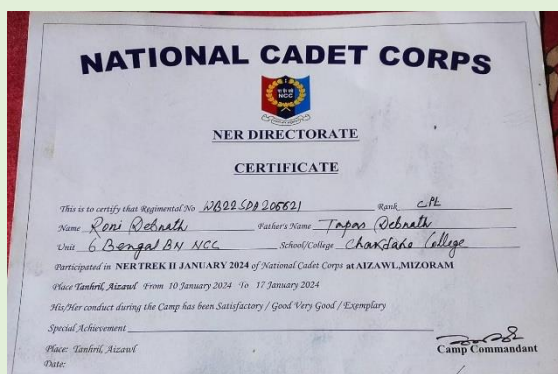 NATIONAL CADET CORPS
NCC
NER DIRECTORATE
CERTIFICATE
This is to certify that Regimental No WB22SDA206621 Rank CPL
Name Roni Debnath Father's Name Tapas Debnath
Unit 6 Bengal BN NCC School/College Chakdaha College
Participated in NERTREK II JANUARY 2024 of National Cadet Corps at AIZAWL,MIZORAM
Place Tanhril, Aizawl From 10 January 2024 To 17 January 2024
His/Her conduct during the Camp has been Satisfactory / Good Very Good / Exemplary
Special Achievement
Place: Tanhril, Aizawl
Camp Commandant
Date: